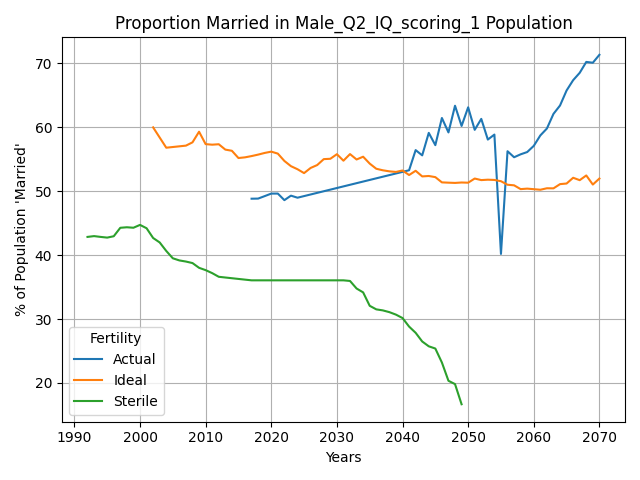 Proportion Married in Male_Q2_IQ_scoring_1 Population
% of Population 'Married'
70
60
50
40
30
20
Fertility
Actual
Ideal
Sterile
1990 2000 2010 2020 2030 2040 2050 2060 2070
Years